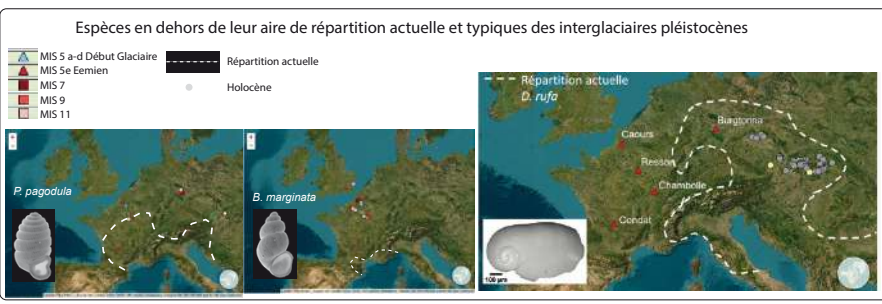 Espèces en dehors de leur aire de répartition actuelle et typiques des interglaciaires pléistocènes
MIS 5 a-d Début Glaciaire
MIS 5e Eemien
MIS 7
MIS 9
MIS 11
Répartition actuelle
Holocène
P. pagodula
B. marginata
Répartition actuelle
D. rufa
Burgtonna
Caours
Resson
Chambolle
Condat
100 µm